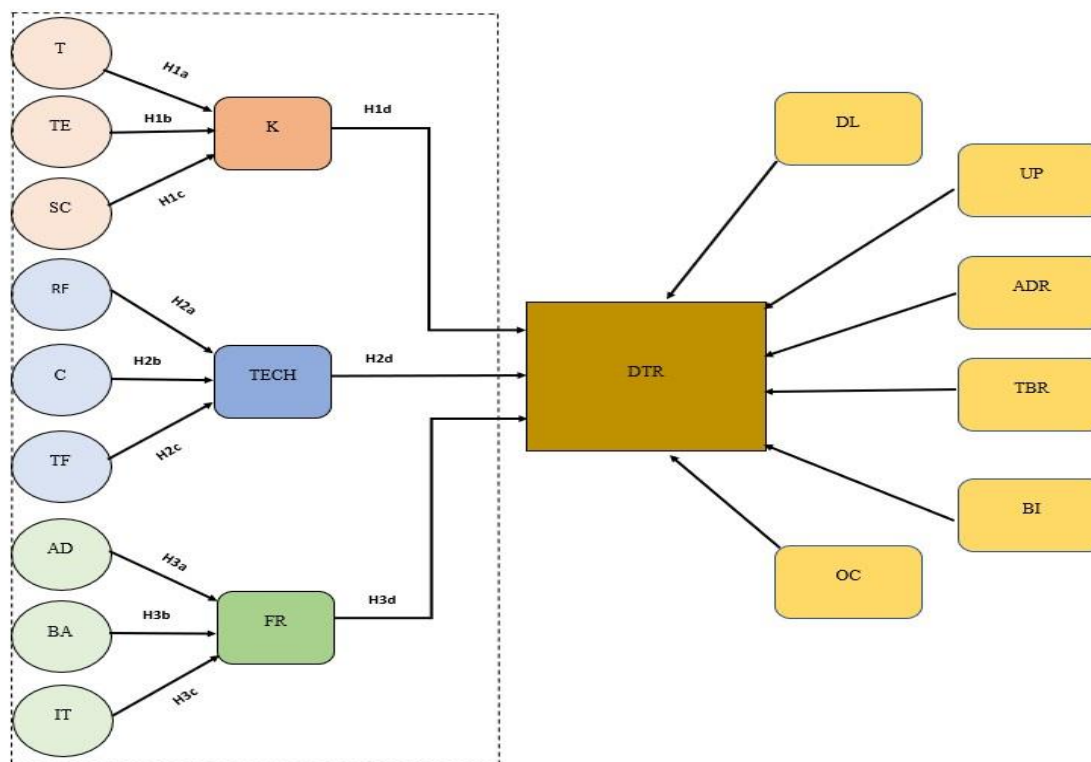 T
H1a
TE
H1b
K
H1d
SC
H1c
RF
H2a
C
H2b
TECH
H2d
TF
H2c
AD
H3a
BA
H3b
FR
H3d
IT
H3c
DTR
DL
UP
ADR
TBR
BI
OC